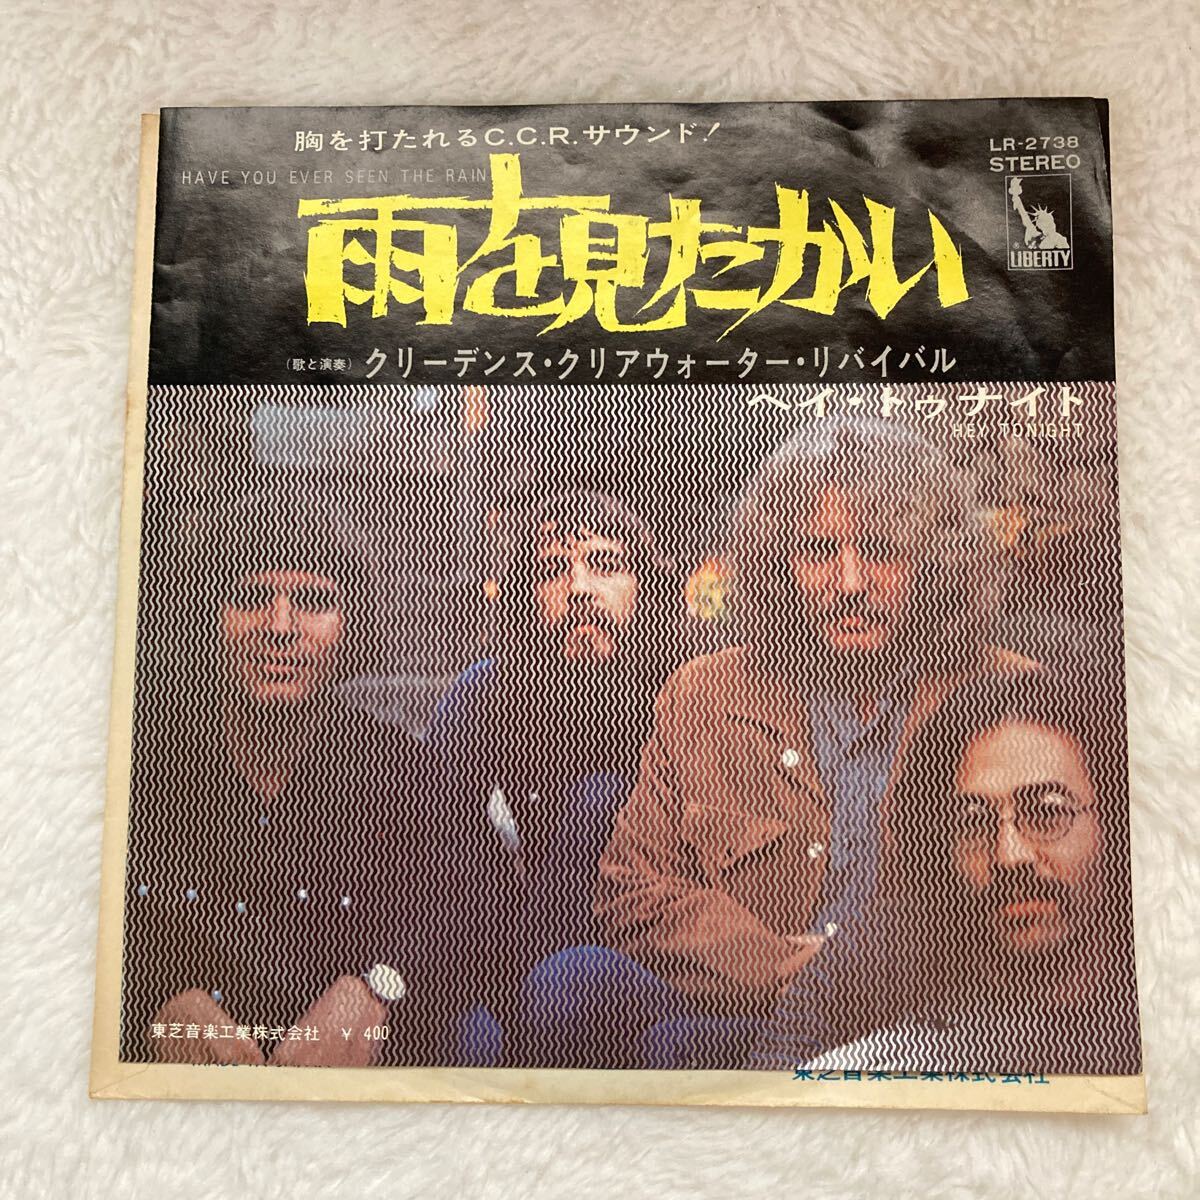 胸を打たれるC.C.R.サウンド!
HAVE YOU EVER SEEN THE RAIN
雨を見たかい
(歌と演奏) クリーデンス・クリアウォーター・リバイバル
LR-2738
STEREO
® LIBERTY
ヘイ・トゥナイト
HEY TONIGHT
東芝音楽工業株式会社 ¥ 400
東芝音楽工業株式会社